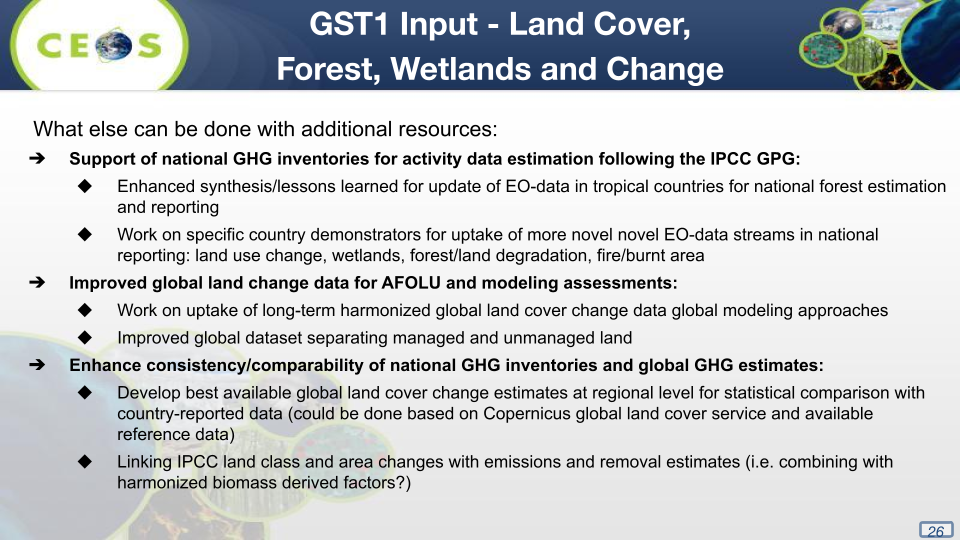 CEOS
GST1 Input - Land Cover,
Forest, Wetlands and Change
What else can be done with additional resources:
➔ Support of national GHG inventories for activity data estimation following the IPCC GPG:
◆ Enhanced synthesis/lessons learned for update of EO-data in tropical countries for national forest estimation
and reporting
◆ Work on specific country demonstrators for uptake of more novel novel EO-data streams in national
reporting: land use change, wetlands, forest/land degradation, fire/burnt area
➔ Improved global land change data for AFOLU and modeling assessments:
◆ Work on uptake of long-term harmonized global land cover change data global modeling approaches
◆ Improved global dataset separating managed and unmanaged land
➔ Enhance consistency/comparability of national GHG inventories and global GHG estimates:
◆ Develop best available global land cover change estimates at regional level for statistical comparison with
country-reported data (could be done based on Copernicus global land cover service and available
reference data)
◆ Linking IPCC land class and area changes with emissions and removal estimates (i.e. combining with
harmonized biomass derived factors?)
26